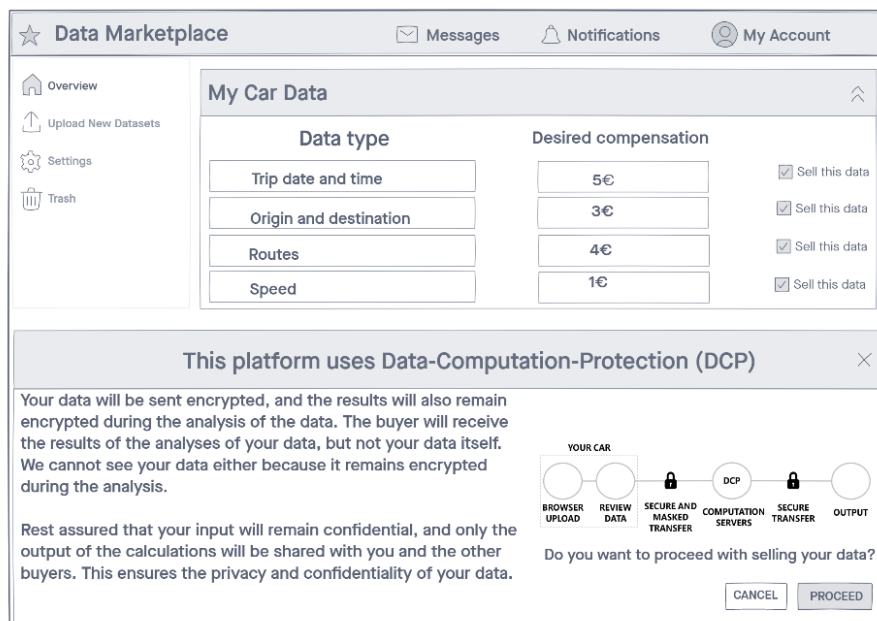 Data Marketplace
Messages
Notifications
My Account
Overview
Upload New Datasets
Settings
Trash
My Car Data
Data type
Desired compensation
Trip date and time
5€
Sell this data
Origin and destination
3€
Sell this data
Routes
4€
Sell this data
Speed
1€
Sell this data
This platform uses Data-Computation-Protection (DCP)
Your data will be sent encrypted, and the results will also remain
encrypted during the analysis of the data. The buyer will receive
the results of the analyses of your data, but not your data itself.
We cannot see your data either because it remains encrypted
during the analysis.
Rest assured that your input will remain confidential, and only the
output of the calculations will be shared with you and the other
buyers. This ensures the privacy and confidentiality of your data.
YOUR CAR
DCP
BROWSER
UPLOAD
REVIEW
DATA
SECURE AND
MASKED
TRANSFER
COMPUTATION
SERVERS
SECURE
TRANSFER
OUTPUT
Do you want to proceed with selling your data?
CANCEL
PROCEED